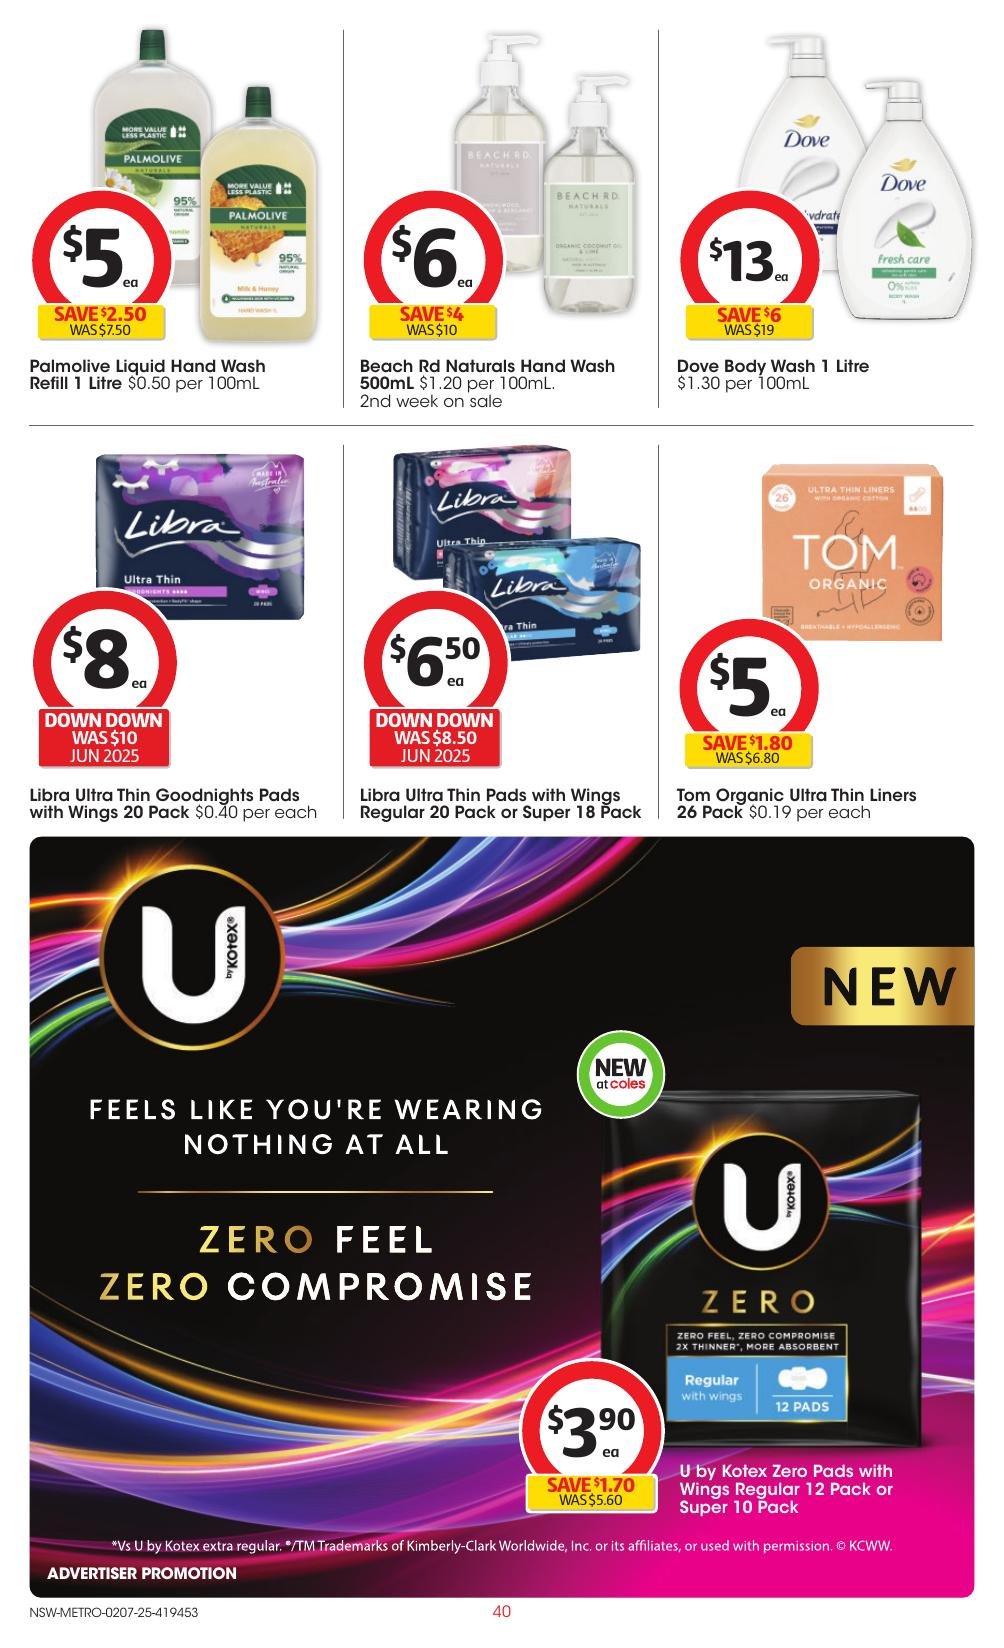 MORE VALUE
LESS PLASTIC
PALMOLIVE
NATURALS
95%
NATURAL
ORIGIN
MORE VALUE
LESS PLASTIC
PALMOLIVE
NATURALS
95%
NATURAL
ORIGIN
Milk & Honey
HAND WASH 1L
$5 ea
SAVE $2.50
WAS $7.50
Palmolive Liquid Hand Wash
Refill 1 Litre $0.50 per 100mL
BEACH RD.
NATURALS
BEACH RD.
NATURALS
ORGANIC COCONUT OIL
& LIME
$6 ea
SAVE $4
WAS $10
Beach Rd Naturals Hand Wash
500mL $1.20 per 100mL.
2nd week on sale
Dove
Dove
fresh care
0%
BODY WASH
$13 ea
SAVE $6
WAS $19
Dove Body Wash 1 Litre
$1.30 per 100mL
MADE IN
Australia
Libra
Ultra Thin
GOODNIGHTS
WINGS
20 PADS
$8 ea
DOWN DOWN
WAS $10
JUN 2025
Libra Ultra Thin Goodnights Pads
with Wings 20 Pack $0.40 per each
Libra
Ultra Thin
Libra
$6.50 ea
DOWN DOWN
WAS $8.50
JUN 2025
Libra Ultra Thin Pads with Wings
Regular 20 Pack or Super 18 Pack
26
ULTRA THIN LINERS
WITH ORGANIC COTTON
TOM
ORGANIC
BREATHABLE + HYPOALLERGENIC
$5 ea
SAVE $1.80
WAS $6.80
Tom Organic Ultra Thin Liners
26 Pack $0.19 per each
U by Kotex®
NEW
NEW
at coles
FEELS LIKE YOU'RE WEARING
NOTHING AT ALL
ZERO FEEL
ZERO COMPROMISE
U by Kotex®
ZERO
ZERO FEEL, ZERO COMPROMISE
2X THINNER*, MORE ABSORBENT
Regular
with wings
12 PADS
$3.90 ea
SAVE $1.70
WAS $5.60
U by Kotex Zero Pads with
Wings Regular 12 Pack or
Super 10 Pack
*Vs U by Kotex extra regular. ®/TM Trademarks of Kimberly-Clark Worldwide, Inc. or its affiliates, or used with permission. © KCWW.
ADVERTISER PROMOTION
NSW-METRO-0207-25-419453
40